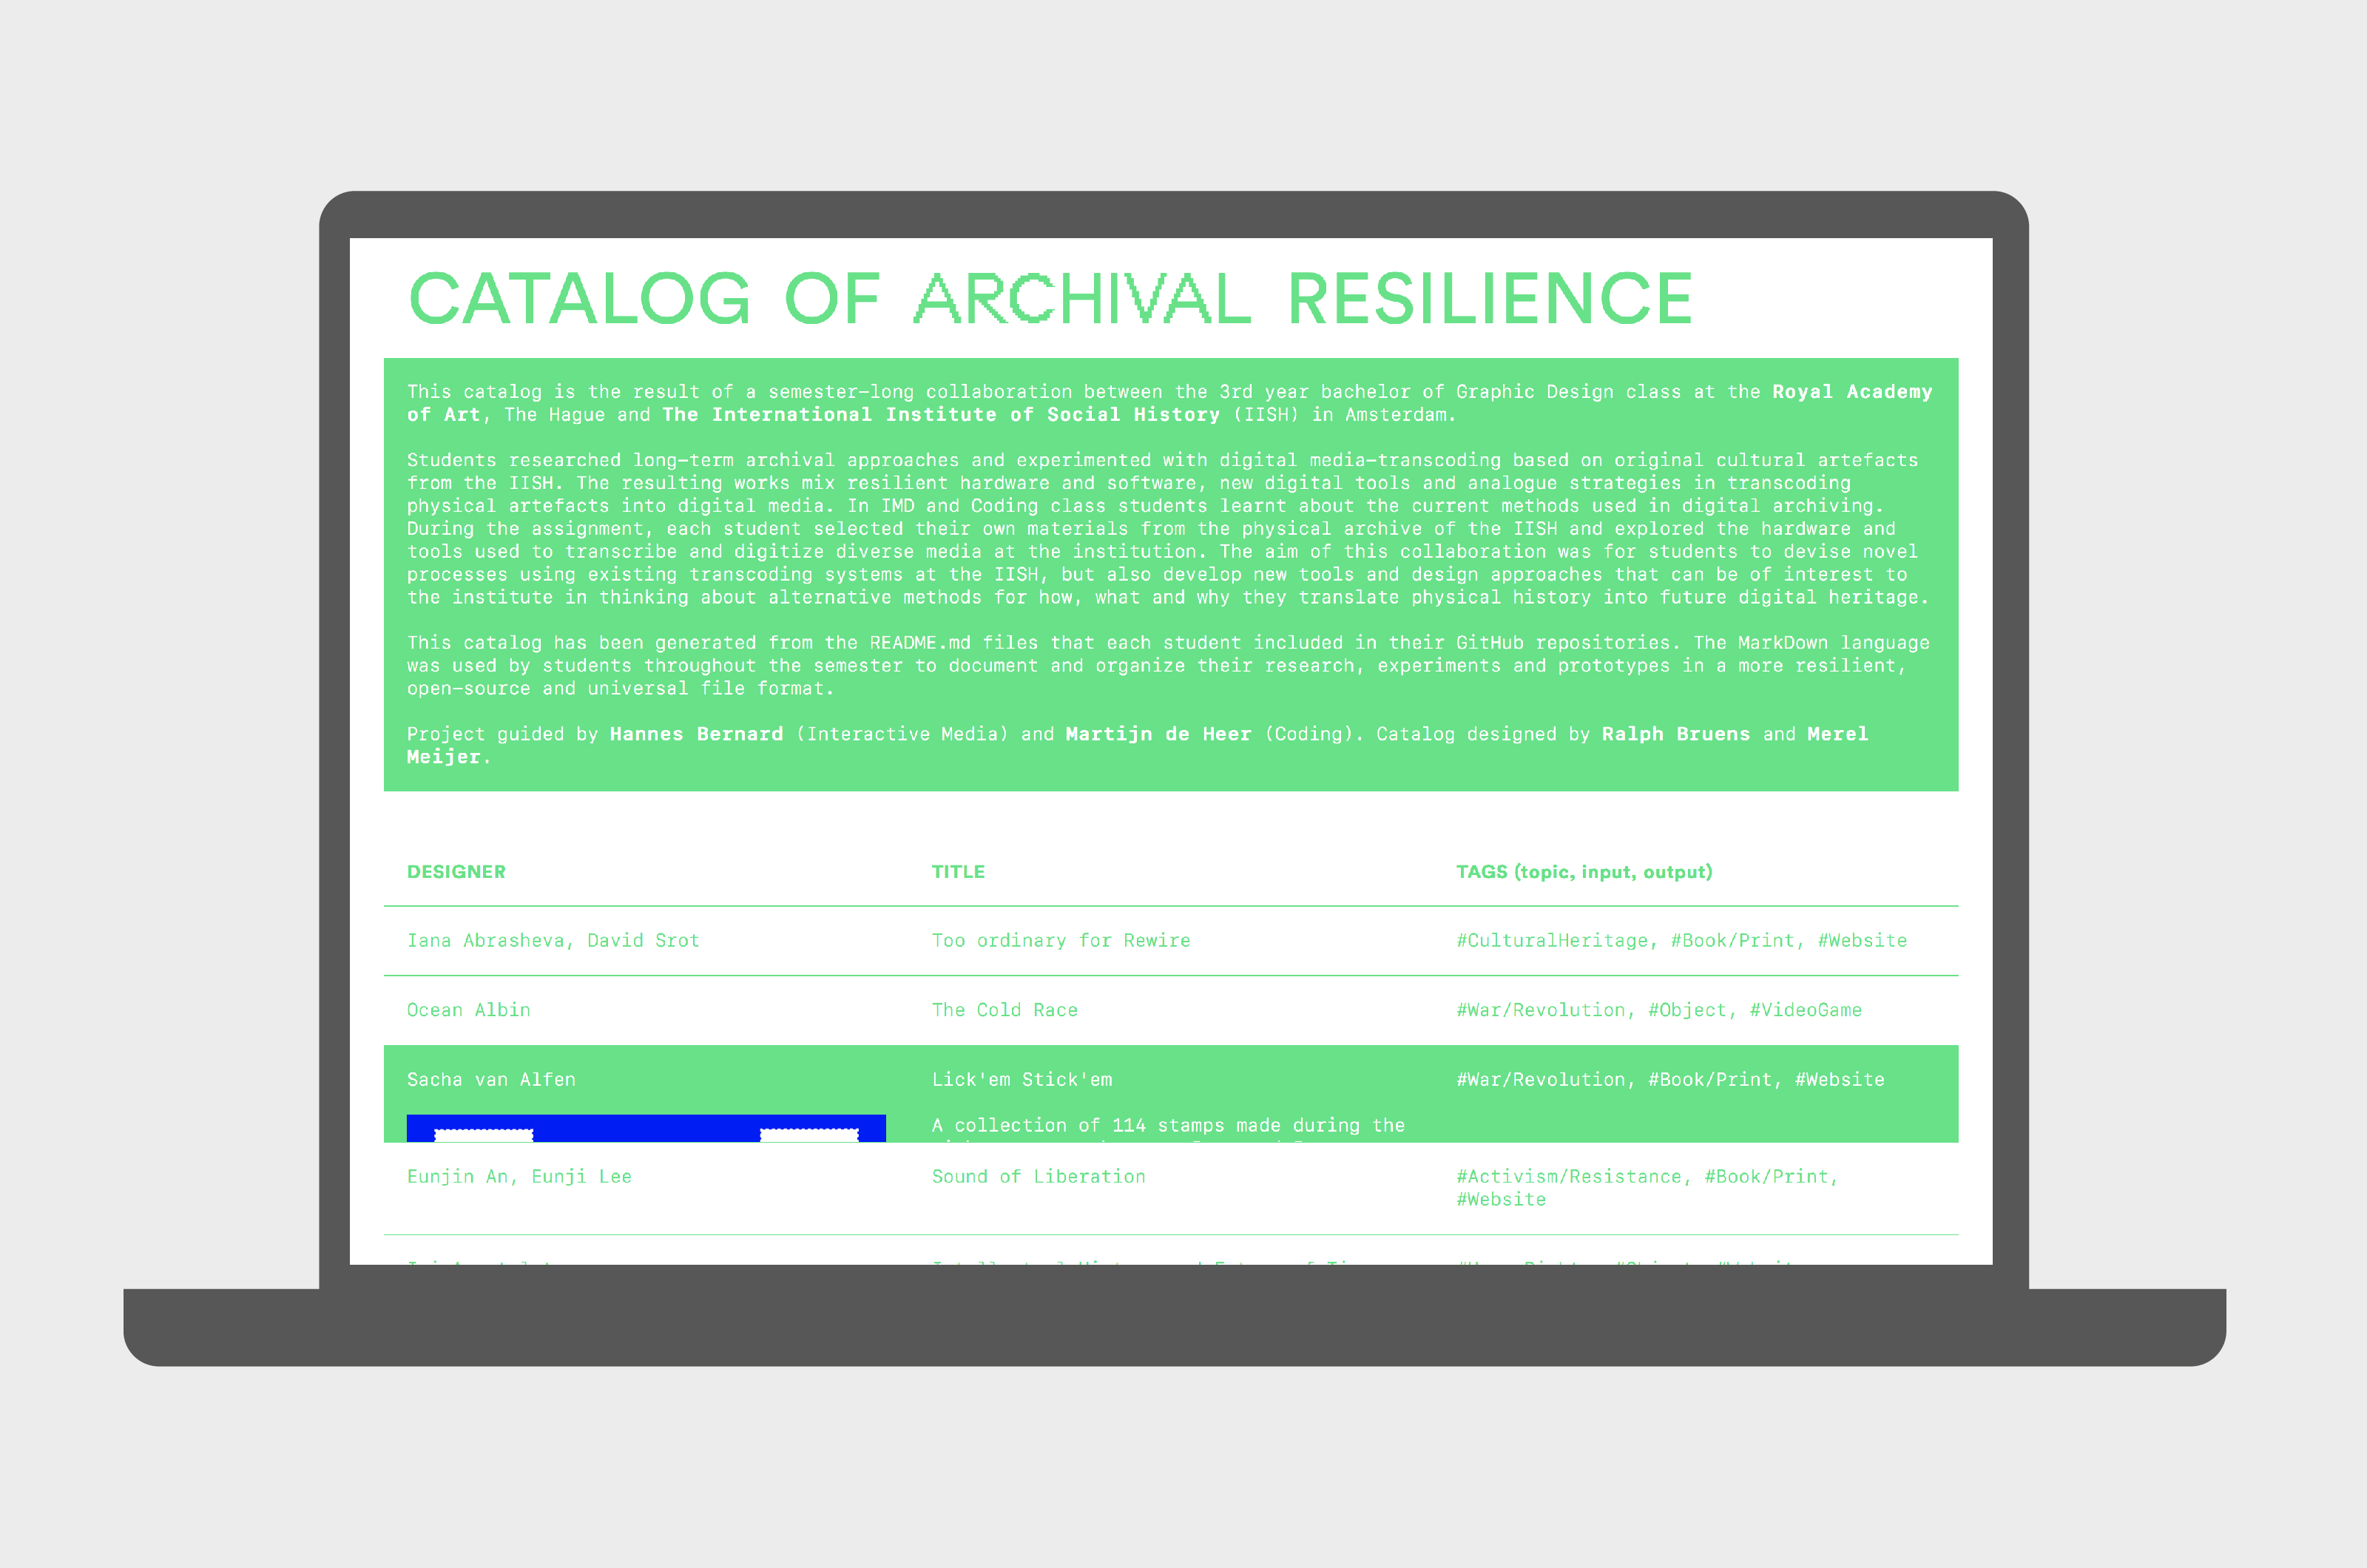 CATALOG OF ARCHIVAL RESILIENCE
This catalog is the result of a semester-long collaboration between the 3rd year bachelor of Graphic Design class at the Royal Academy
of Art, The Hague and The International Institute of Social History (IISH) in Amsterdam.
Students researched long-term archival approaches and experimented with digital media-transcoding based on original cultural artefacts
from the IISH. The resulting works mix resilient hardware and software, new digital tools and analogue strategies in transcoding
physical artefacts into digital media. In IMD and Coding class students learnt about the current methods used in digital archiving.
During the assignment, each student selected their own materials from the physical archive of the IISH and explored the hardware and
tools used to transcribe and digitize diverse media at the institution. The aim of this collaboration was for students to devise novel
processes using existing transcoding systems at the IISH, but also develop new tools and design approaches that can be of interest to
the institute in thinking about alternative methods for how, what and why they translate physical history into future digital heritage.
This catalog has been generated from the README.md files that each student included in their GitHub repositories. The MarkDown language
was used by students throughout the semester to document and organize their research, experiments and prototypes in a more resilient,
open-source and universal file format.
Project guided by Hannes Bernard (Interactive Media) and Martijn de Heer (Coding). Catalog designed by Ralph Bruens and Merel
Meijer.
DESIGNER TITLE TAGS (topic, input, output)
Iana Abrasheva, David Srot Too ordinary for Rewire #CulturalHeritage, #Book/Print, #Website
Ocean Albin The Cold Race #War/Revolution, #Object, #VideoGame
Sacha van Alfen Lick'em Stick'em #War/Revolution, #Book/Print, #Website
A collection of 114 stamps made during the
Eunjin An, Eunji Lee Sound of Liberation #Activism/Resistance, #Book/Print,
#Website